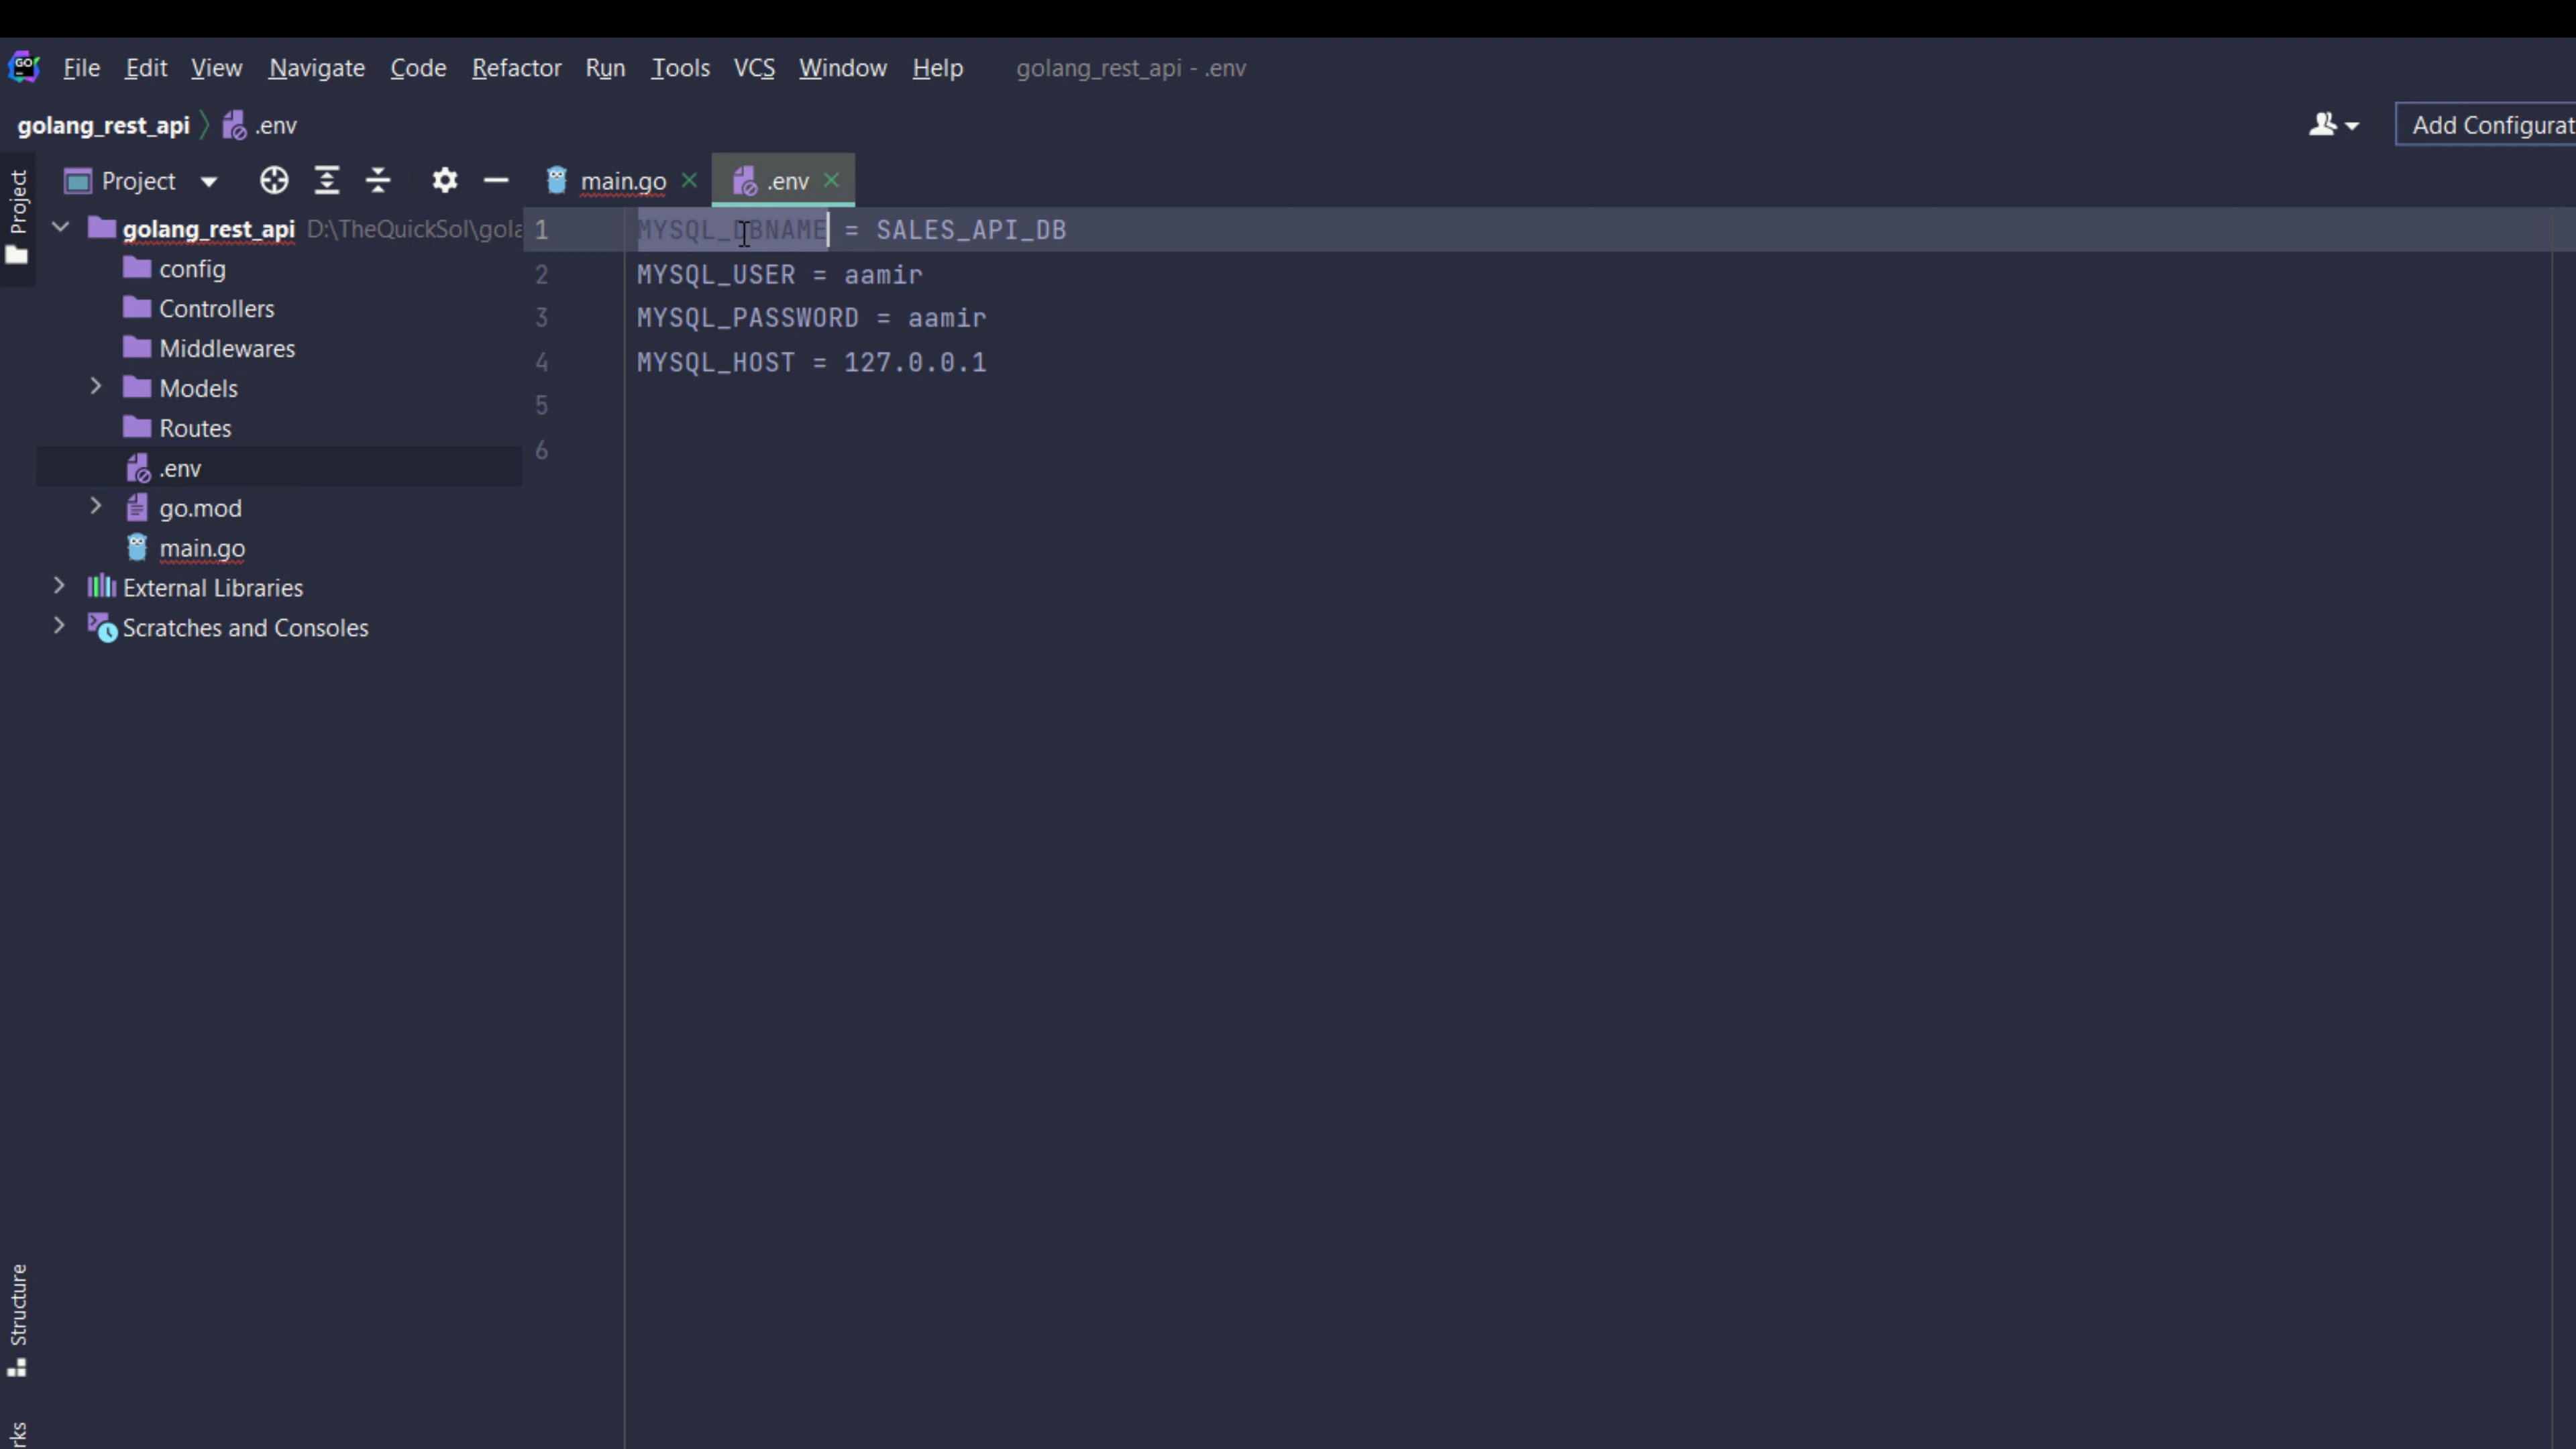 File Edit View Navigate Code Refactor Run Tools VCS Window Help golang_rest_api - .env
golang_rest_api .env
Add Configurat
Project
Project
main.go
.env
golang_rest_api D:\TheQuickSol\gola
config
Controllers
Middlewares
Models
Routes
.env
go.mod
main.go
External Libraries
Scratches and Consoles
1 MYSQL_DBNAME = SALES_API_DB
2 MYSQL_USER = aamir
3 MYSQL_PASSWORD = aamir
4 MYSQL_HOST = 127.0.0.1
5
6
Structure
rks